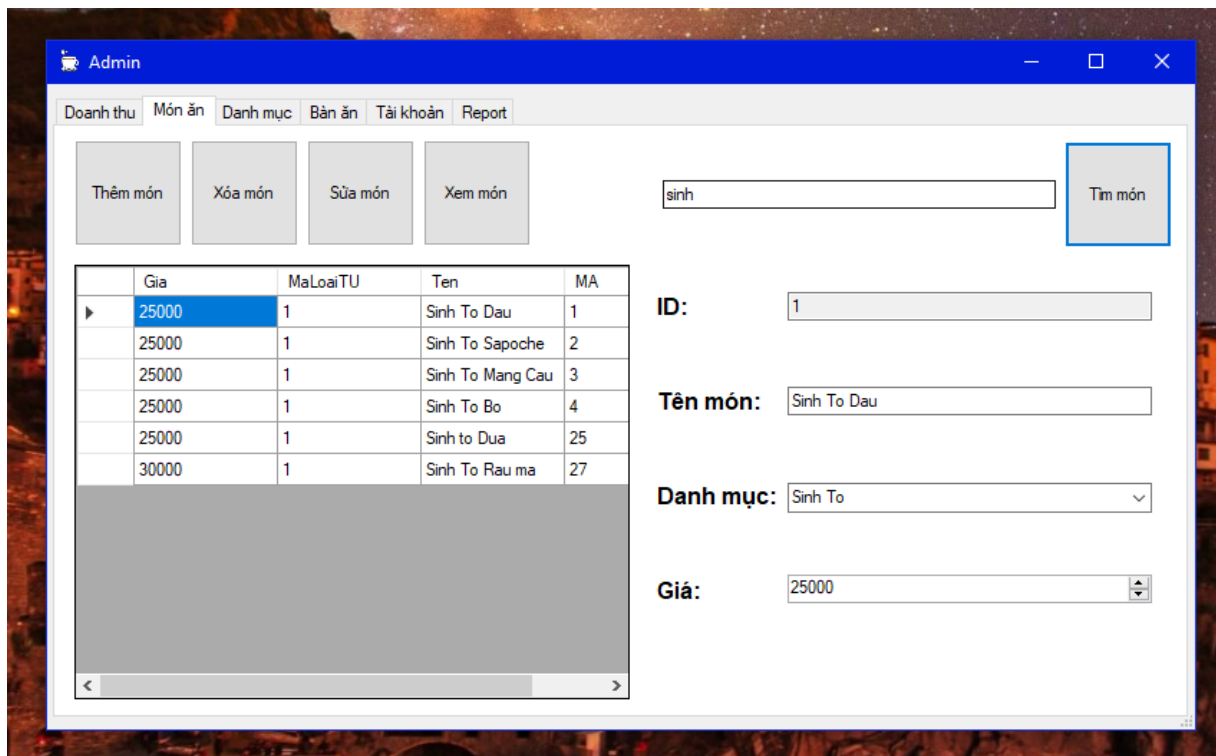 Admin
Doanh thu Món ăn Danh mục Bàn ăn Tài khoản Report
Thêm món Xóa món Sửa món Xem món sinh Tìm món
Gia MaLoaiTU Ten MA
25000 1 Sinh To Dau 1
25000 1 Sinh To Sapoche 2
25000 1 Sinh To Mang Cau 3
25000 1 Sinh To Bo 4
25000 1 Sinh to Dua 25
30000 1 Sinh To Rau ma 27
ID: 1
Tên món: Sinh To Dau
Danh mục: Sinh To
Giá: 25000